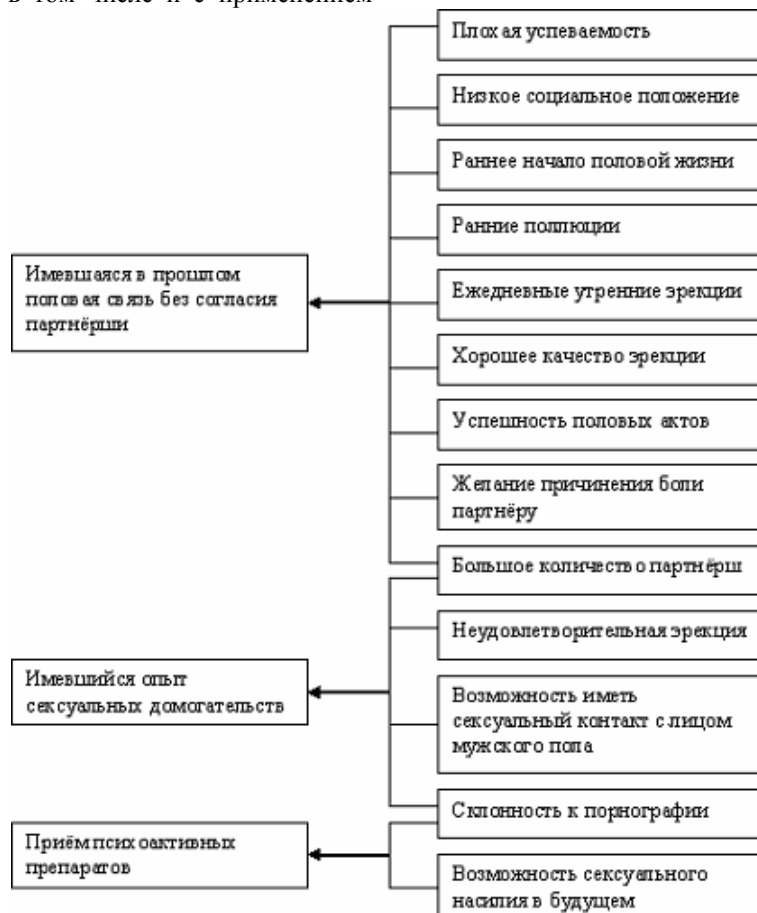 в том числе и с применением
Плохая успеваемость
Низкое социальное положение
Раннее начало половой жизни
Ранние поллюции
Имевшаяся в прошлом
половая связь без согласия
партнёрши
Ежедневные утренние эрекции
Хорошее качество эрекции
Успешность половых актов
Желание причинения боли
партнёру
Большое количество партнёрш
Неудовлетворительная эрекция
Имевшийся опыт
сексуальных домогательств
Возможность иметь
сексуальный контакт с лицом
мужского пола
Склонность к порнографии
Приём психоактивных
препаратов
Возможность сексуального
насилия в будущем